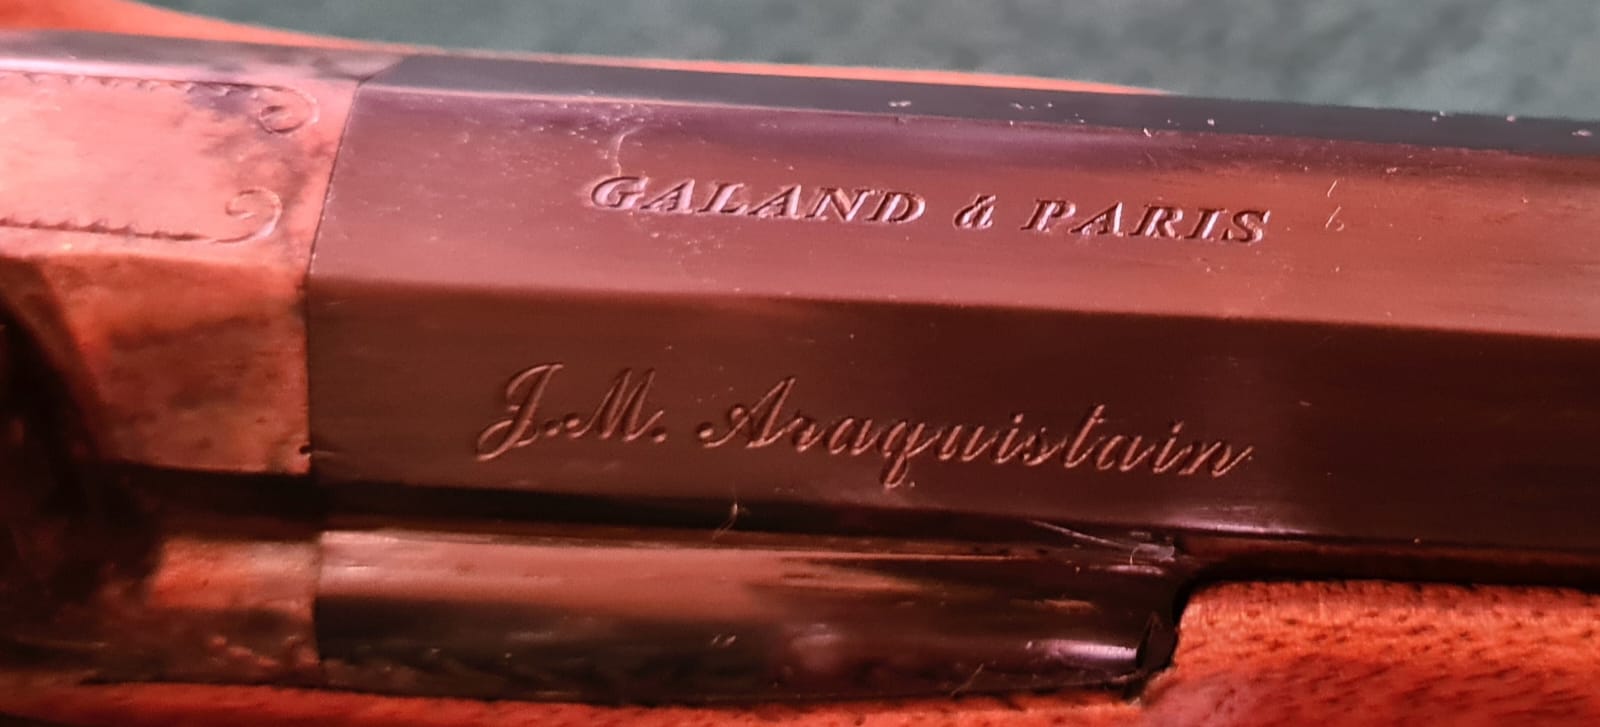 GALAND & PARIS
J.M. Araquistain